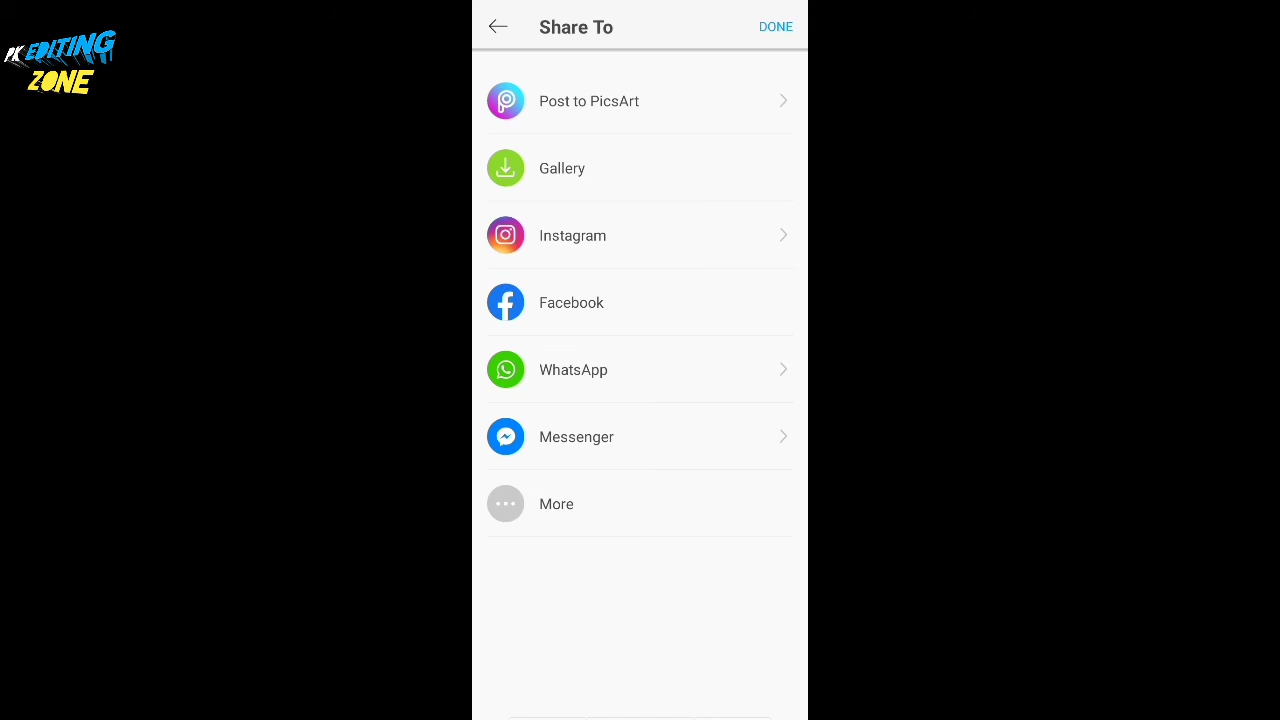 PK EDITING
ZONE
Share To
DONE
Post to PicsArt
Gallery
Instagram
Facebook
WhatsApp
Messenger
More